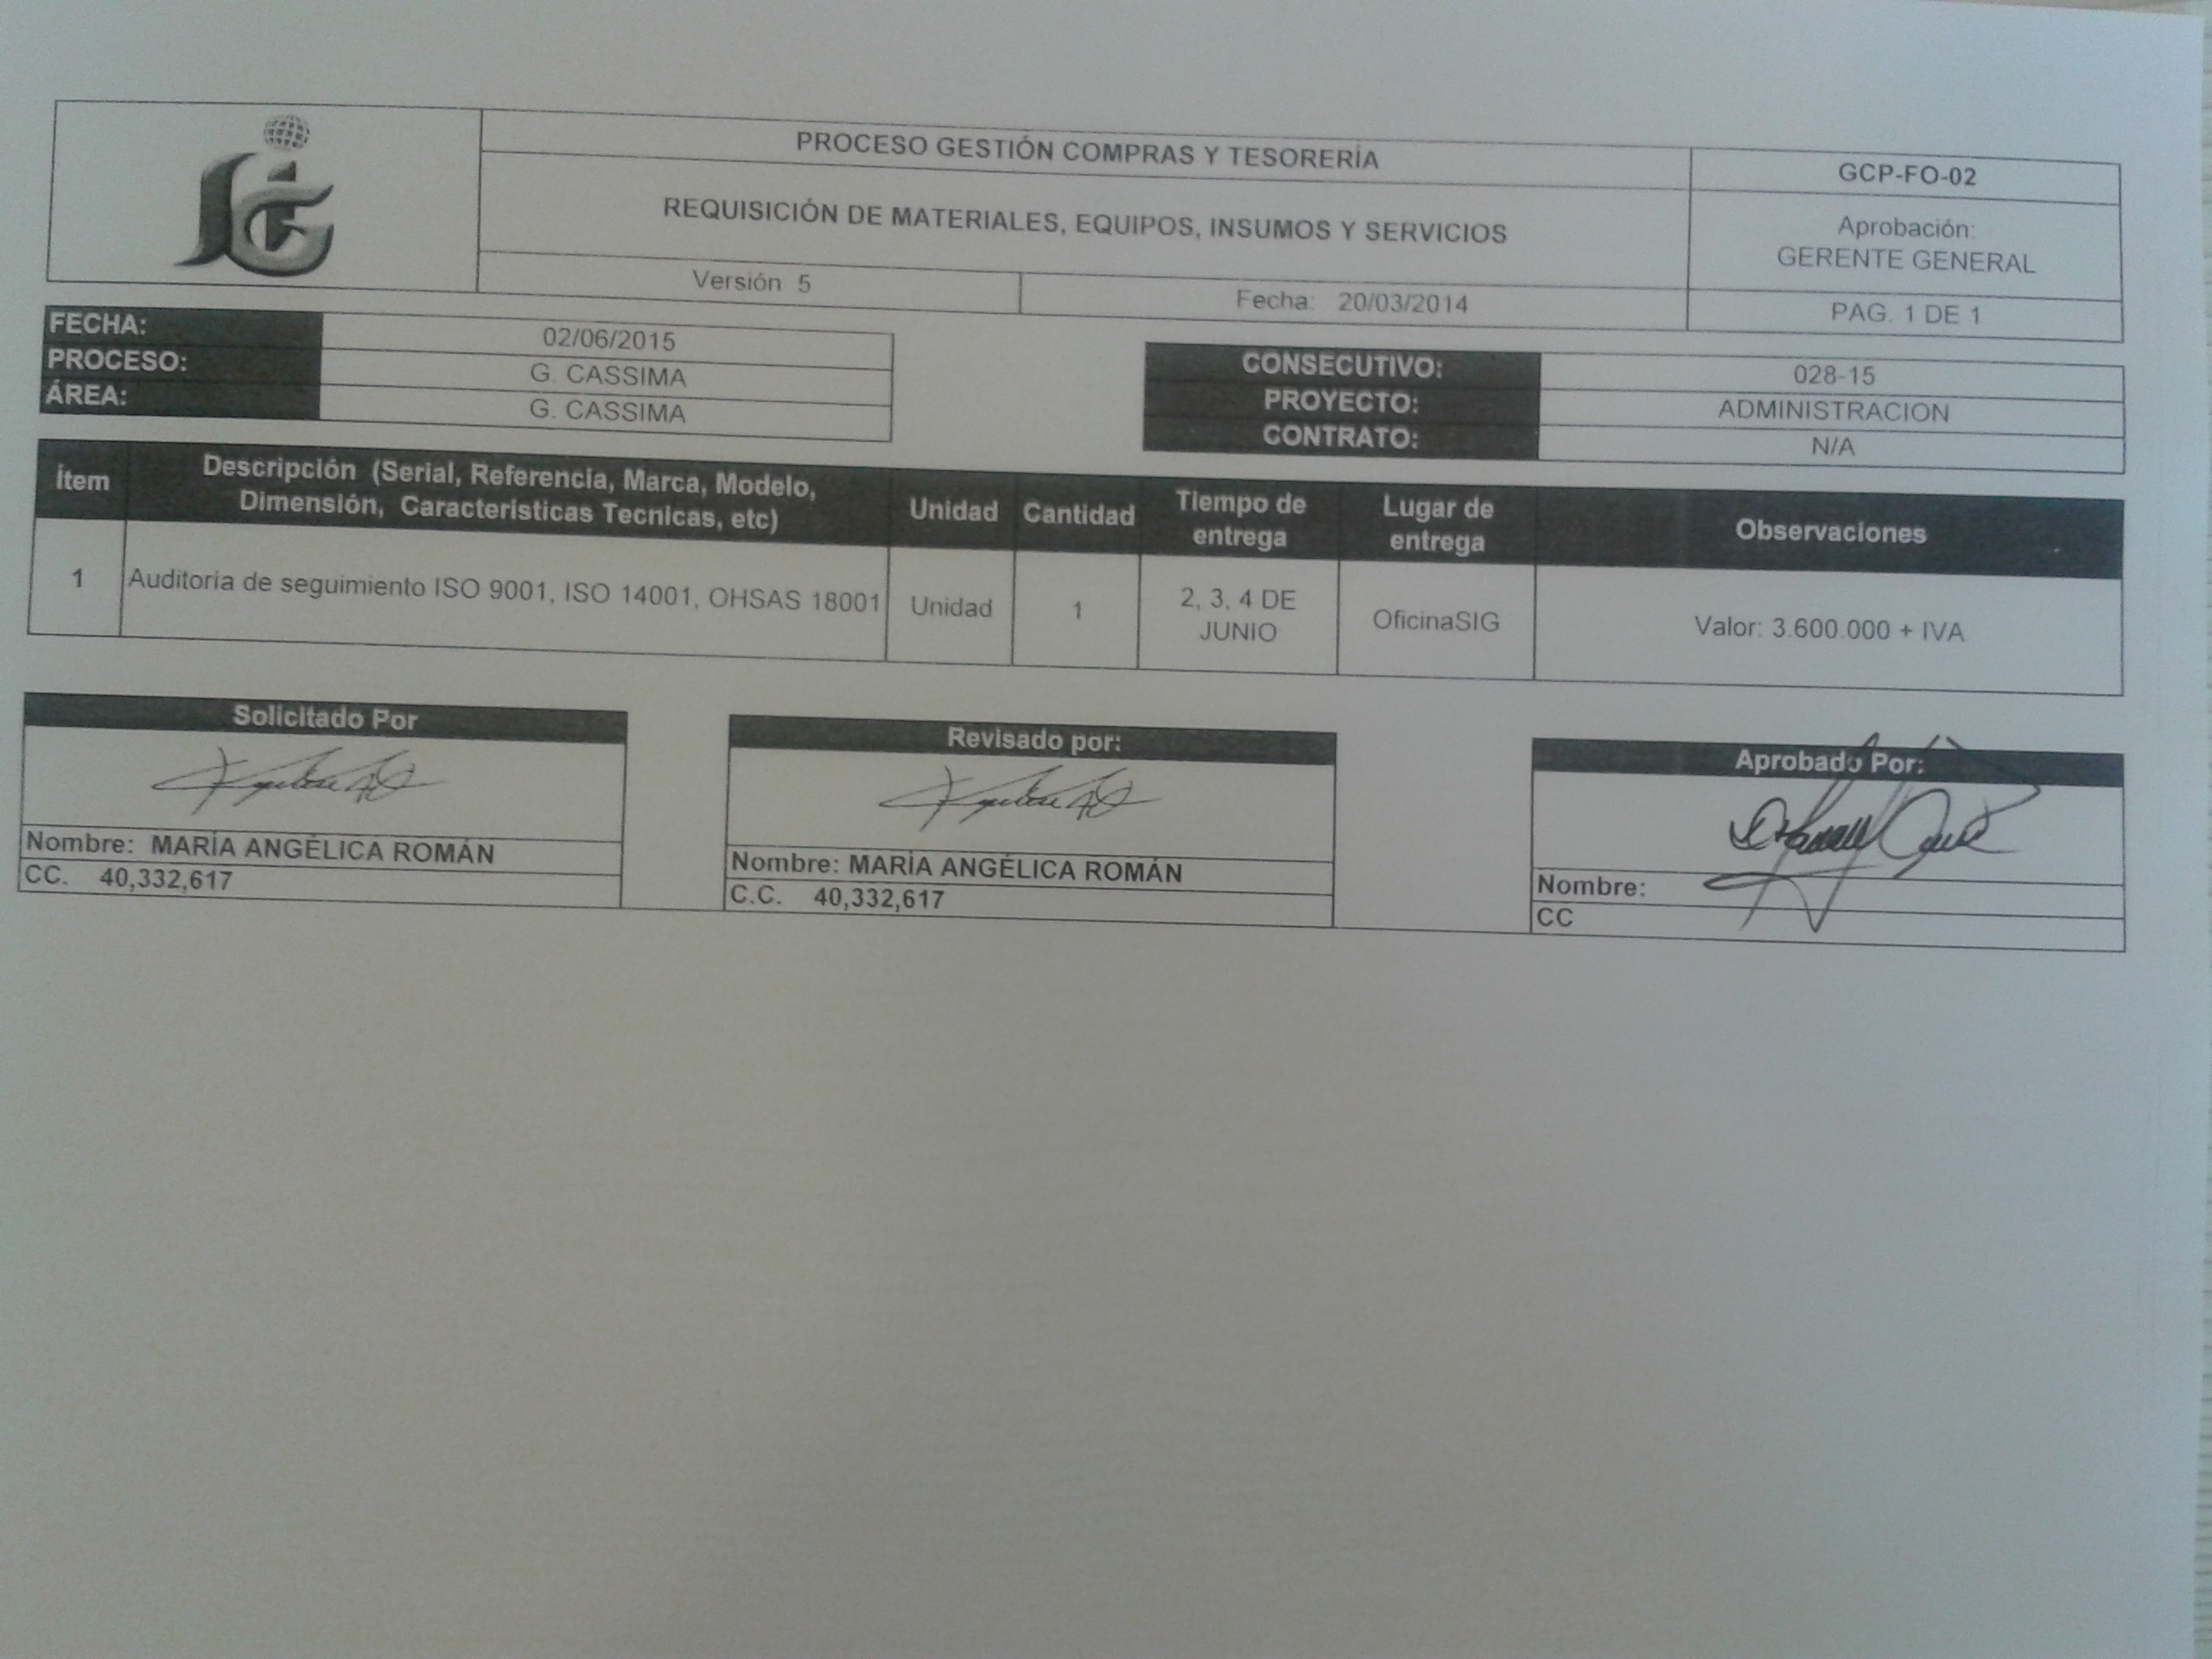 PROCESO GESTIÓN COMPRAS Y TESORERÍA
GCP-FO-02
REQUISICIÓN DE MATERIALES, EQUIPOS, INSUMOS Y SERVICIOS
Aprobación:
GERENTE GENERAL
Versión 5
Fecha: 20/03/2014
PAG. 1 DE 1
FECHA: 02/06/2015
PROCESO: G. CASSIMA
ÁREA: G. CASSIMA
CONSECUTIVO: 028-15
PROYECTO: ADMINISTRACION
CONTRATO: N/A
Ítem
Descripción (Serial, Referencia, Marca, Modelo,
Dimensión, Caracteristicas Tecnicas, etc)
Unidad
Cantidad
Tiempo de
entrega
Lugar de
entrega
Observaciones
1
Auditoria de seguimiento ISO 9001, ISO 14001, OHSAS 18001
Unidad
1
2, 3, 4 DE
JUNIO
OficinaSIG
Valor: 3.600.000 + IVA
Solicitado Por
Nombre: MARÍA ANGÉLICA ROMÁN
CC. 40,332,617
Revisado por:
Nombre: MARÍA ANGÉLICA ROMÁN
C.C. 40,332,617
Aprobado Por:
Nombre:
CC